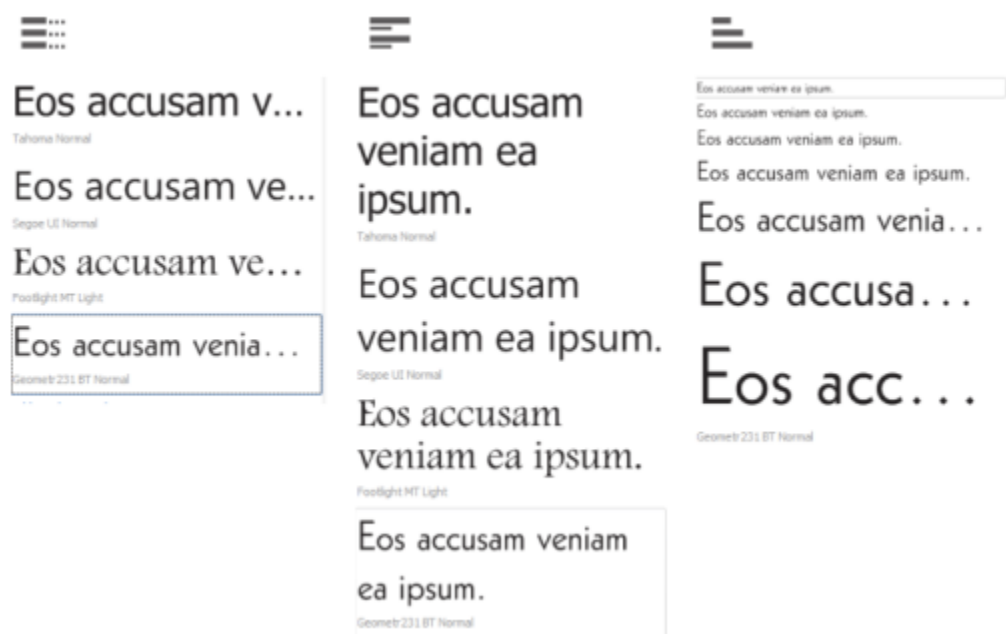 Eos accusam v...
Tahoma Normal
Eos accusam ve...
Segoe UI Normal
Eos accusam ve...
Footlight MT Light
Eos accusam venia...
Geometr231 BT Normal
Eos accusam
veniam ea
ipsum.
Tahoma Normal
Eos accusam
veniam ea ipsum.
Segoe UI Normal
Eos accusam
veniam ea ipsum.
Footlight MT Light
Eos accusam veniam
ea ipsum.
Geometr231 BT Normal
Eos accusam veniam ea ipsum.
Eos accusam veniam ea ipsum.
Eos accusam veniam ea ipsum.
Eos accusam veniam ea ipsum.
Eos accusam venia...
Eos accusa...
Eos acc...
Geometr231 BT Normal